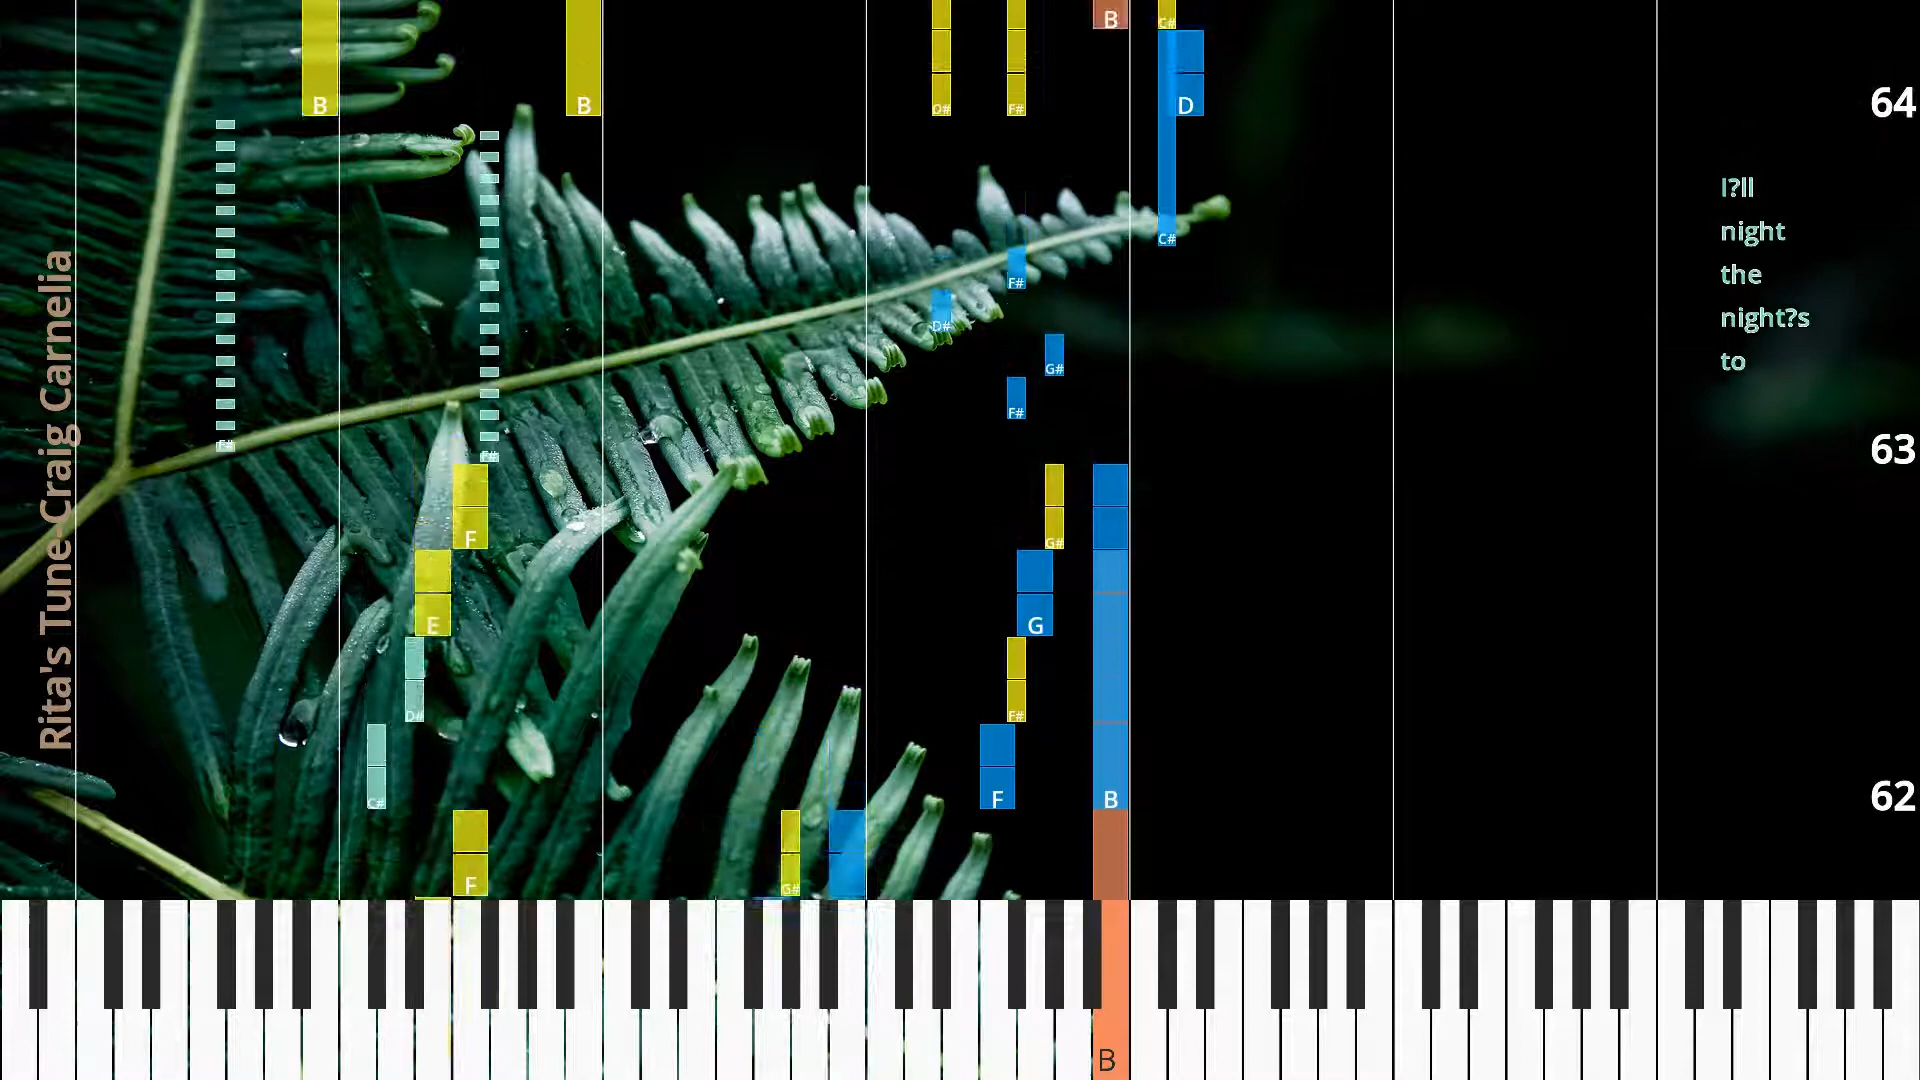 Rita's Tune-Craig Carnelia
B
B
D#
F#
B
C#
D
64
C#
I?ll
night
the
night?s
to
F#
D#
G#
F#
F#
F#
63
F
G#
E
G
D#
F#
C#
F
B
62
F
G#
B